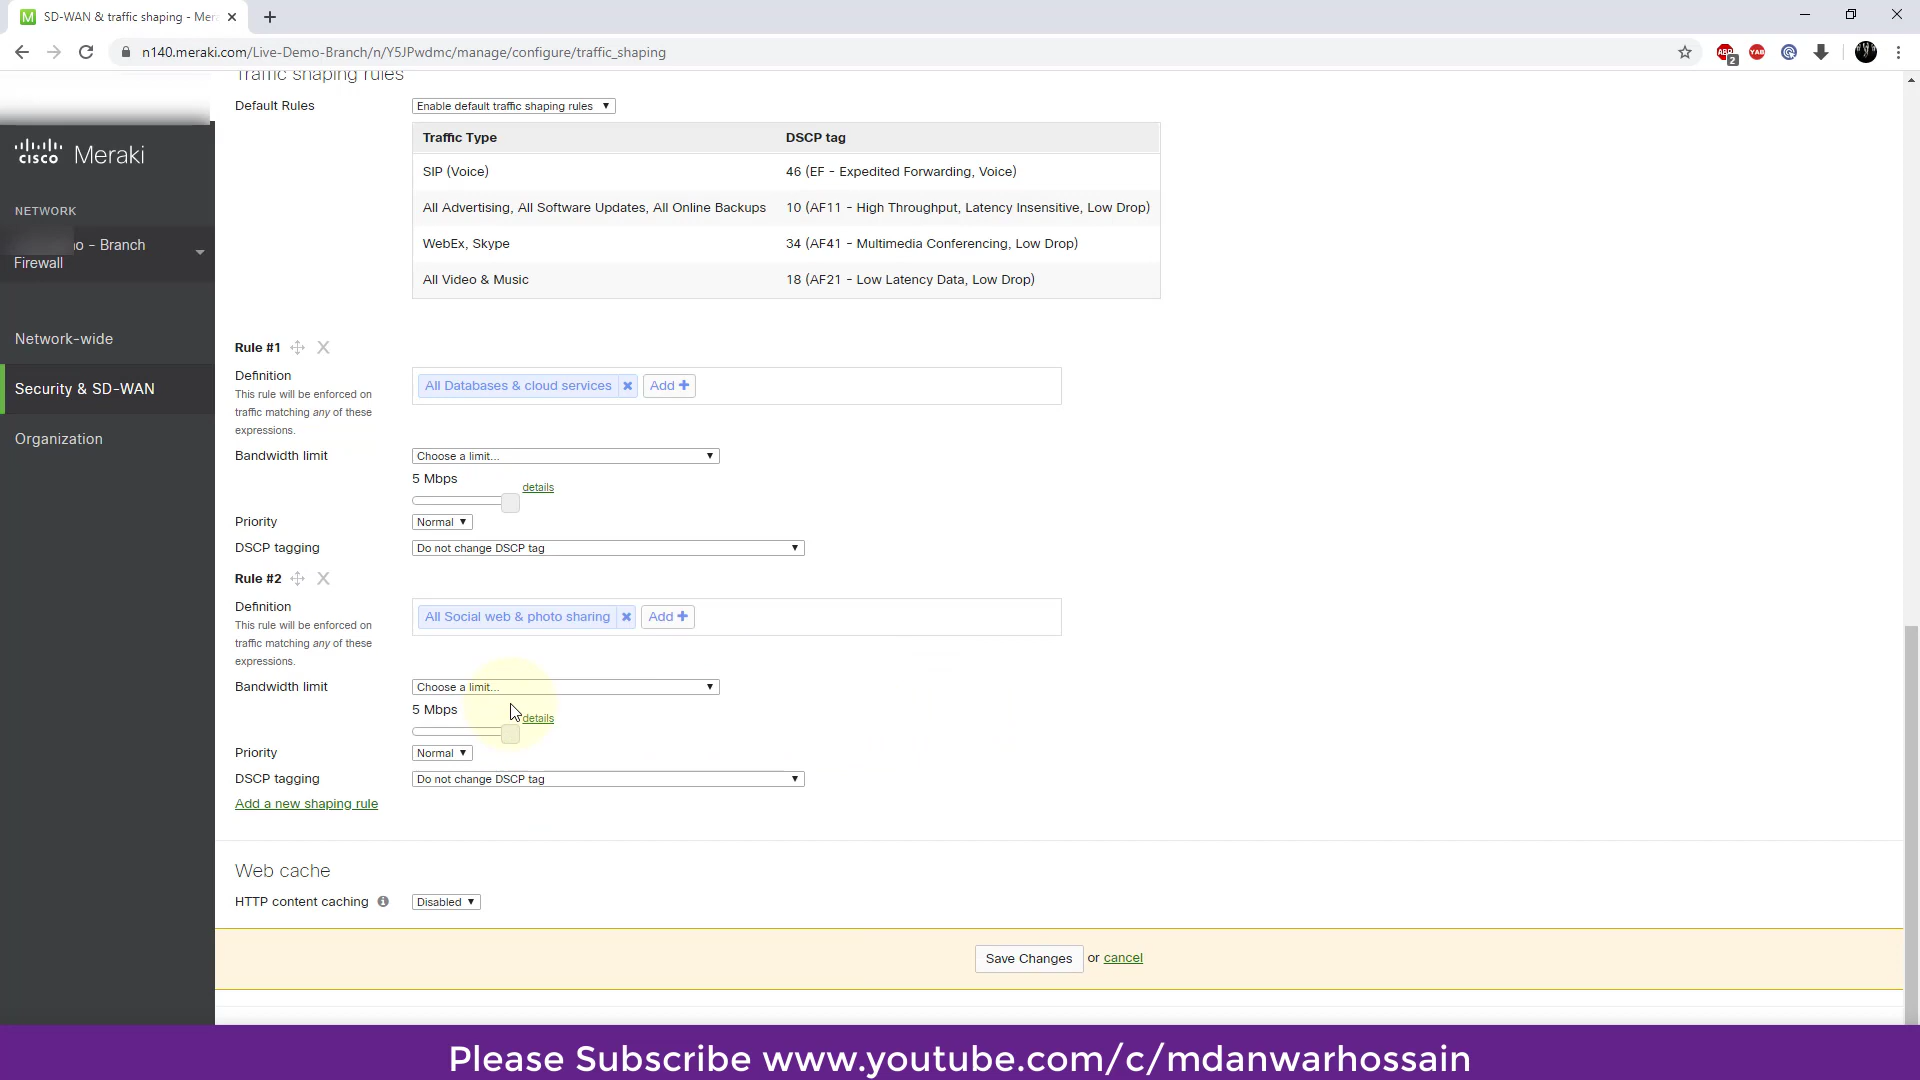 SD-WAN & traffic shaping - Mera
n140.meraki.com/Live-Demo-Branch/n/Y5JPwdmc/manage/configure/traffic_shaping
ABP
2
YAB
cisco Meraki
NETWORK
o - Branch
Firewall
Network-wide
Security & SD-WAN
Organization
Traffic shaping rules
Default Rules
Enable default traffic shaping rules
Traffic Type DSCP tag
SIP (Voice) 46 (EF - Expedited Forwarding, Voice)
All Advertising, All Software Updates, All Online Backups 10 (AF11 - High Throughput, Latency Insensitive, Low Drop)
WebEx, Skype 34 (AF41 - Multimedia Conferencing, Low Drop)
All Video & Music 18 (AF21 - Low Latency Data, Low Drop)
Rule #1
Definition
This rule will be enforced on
traffic matching any of these
expressions.
All Databases & cloud services Add
Bandwidth limit Choose a limit...
5 Mbps details
Priority Normal
DSCP tagging Do not change DSCP tag
Rule #2
Definition
This rule will be enforced on
traffic matching any of these
expressions.
All Social web & photo sharing Add
Bandwidth limit Choose a limit...
5 Mbps details
Priority Normal
DSCP tagging Do not change DSCP tag
Add a new shaping rule
Web cache
HTTP content caching Disabled
Save Changes or cancel
Please Subscribe www.youtube.com/c/mdanwarhossain